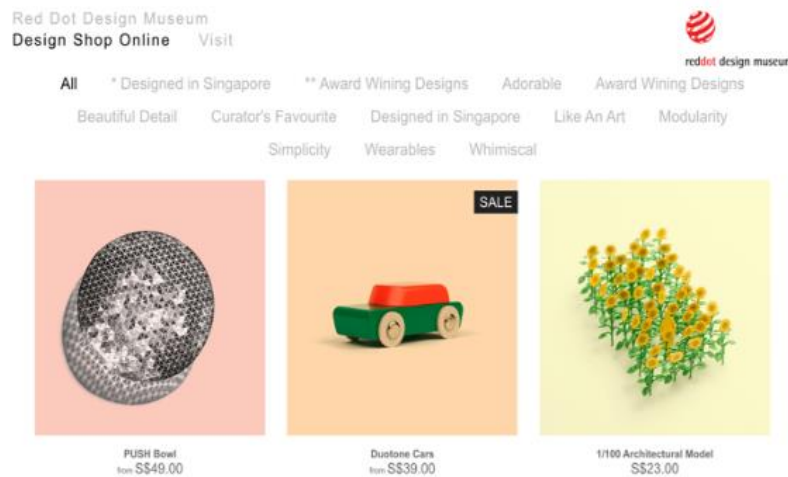 Red Dot Design Museum
Design Shop Online Visit
reddot design museum
All * Designed in Singapore ** Award Wining Designs Adorable Award Wining Designs
Beautiful Detail Curator's Favourite Designed in Singapore Like An Art Modularity
Simplicity Wearables Whimiscal
SALE
PUSH Bowl
from S$49.00
Duotone Cars
from S$39.00
1/100 Architectural Model
S$23.00